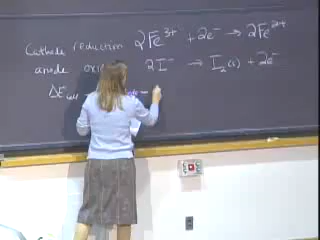 Cathode reduction 2Fe³⁺ + 2e⁻ → 2Fe²⁺
anode 2I⁻ → I₂(s) + 2e⁻
ΔE